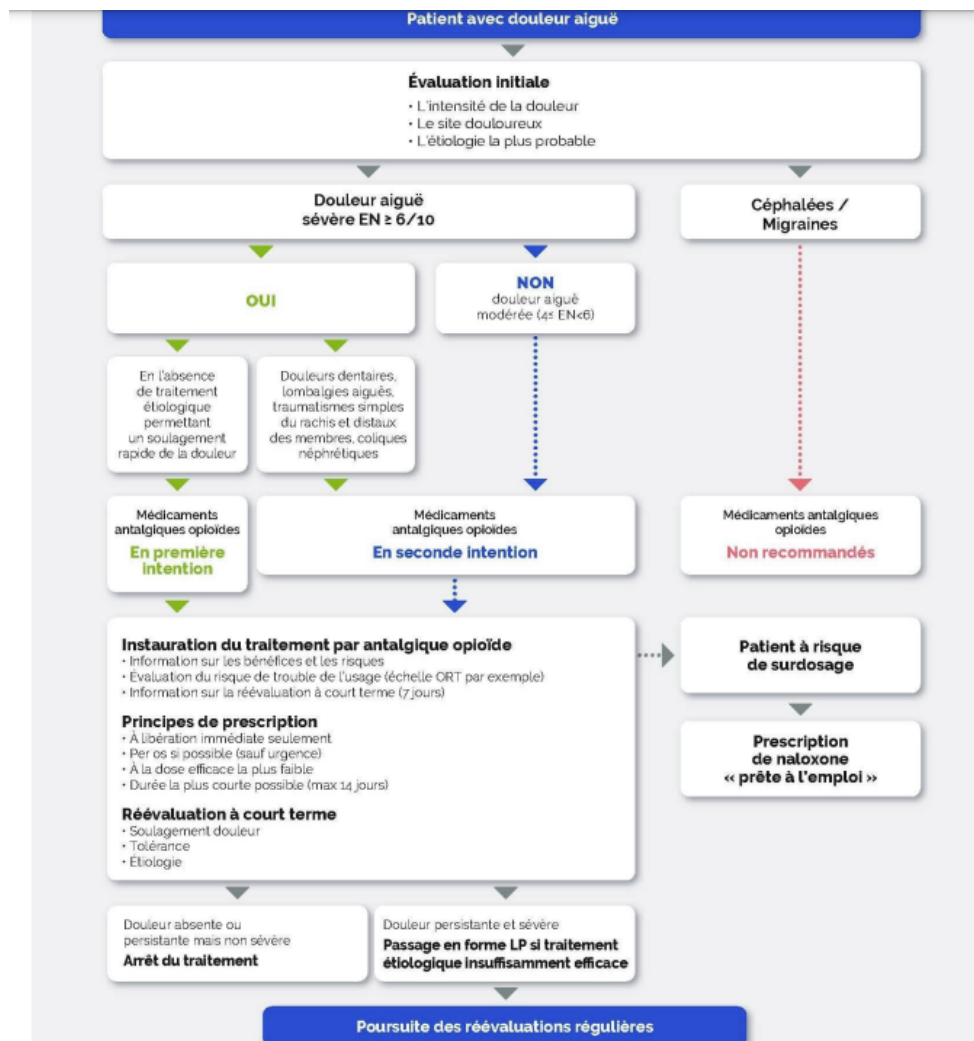 Patient avec douleur aiguë
Évaluation initiale
• L'intensité de la douleur
• Le site douloureux
• L'étiologie la plus probable
Douleur aiguë
sévère EN ≥ 6/10
Céphalées /
Migraines
OUI
NON
douleur aiguë
modérée (4≤ EN<6)
En l'absence
de traitement
étiologique
permettant
un soulagement
rapide de la douleur
Douleurs dentaires,
lombalgies aiguës,
traumatismes simples
du rachis et distaux
des membres, coliques
néphrétiques
Médicaments
antalgiques opioïdes
En première
intention
Médicaments
antalgiques opioïdes
En seconde intention
Médicaments antalgiques
opioïdes
Non recommandés
Instauration du traitement par antalgique opioïde
• Information sur les bénéfices et les risques
• Évaluation du risque de trouble de l'usage (échelle ORT par exemple)
• Information sur la réévaluation à court terme (7 jours)
Principes de prescription
• À libération immédiate seulement
• Per os si possible (sauf urgence)
• À la dose efficace la plus faible
• Durée la plus courte possible (max 14 jours)
Réévaluation à court terme
• Soulagement douleur
• Tolérance
• Étiologie
Patient à risque
de surdosage
Prescription
de naloxone
« prête à l'emploi »
Douleur absente ou
persistante mais non sévère
Arrêt du traitement
Douleur persistante et sévère
Passage en forme LP si traitement
étiologique insuffisamment efficace
Poursuite des réévaluations régulières